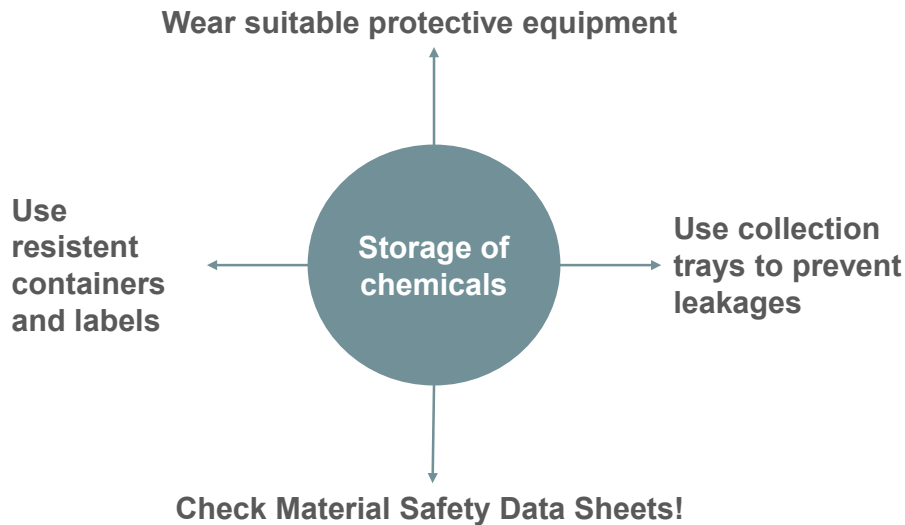 Wear suitable protective equipment
Use
resistent
containers
and labels
Storage of
chemicals
Use collection
trays to prevent
leakages
Check Material Safety Data Sheets!